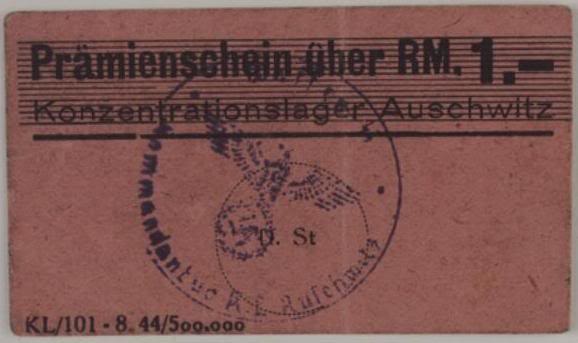 Prämienschein über RM. 1.—
Konzentrationslager Auschwitz
Kommandantur K.L. Auschwitz
D. St
KL/101 - 8. 44/500.000